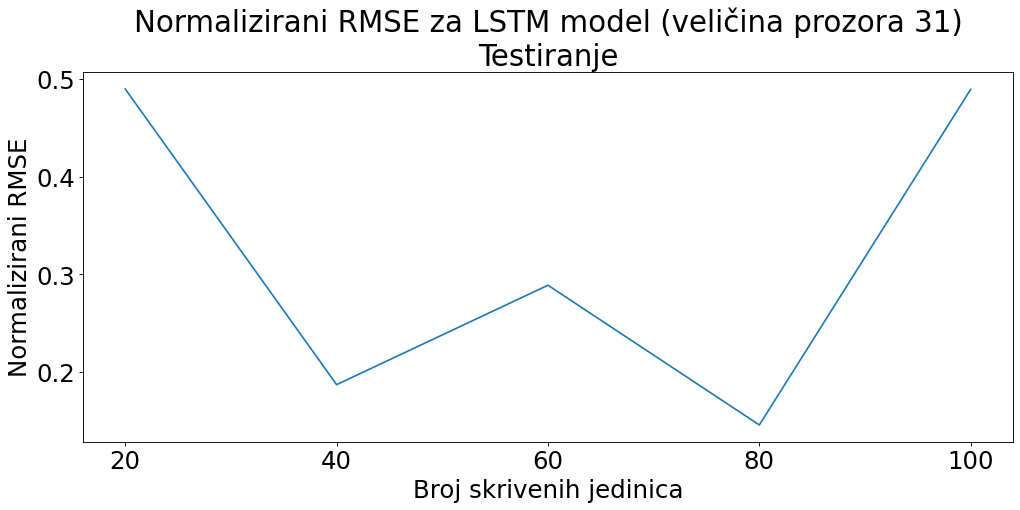 Normalizirani RMSE za LSTM model (veličina prozora 31)
Testiranje
Normalizirani RMSE
0.5
0.4
0.3
0.2
20 40 60 80 100
Broj skrivenih jedinica